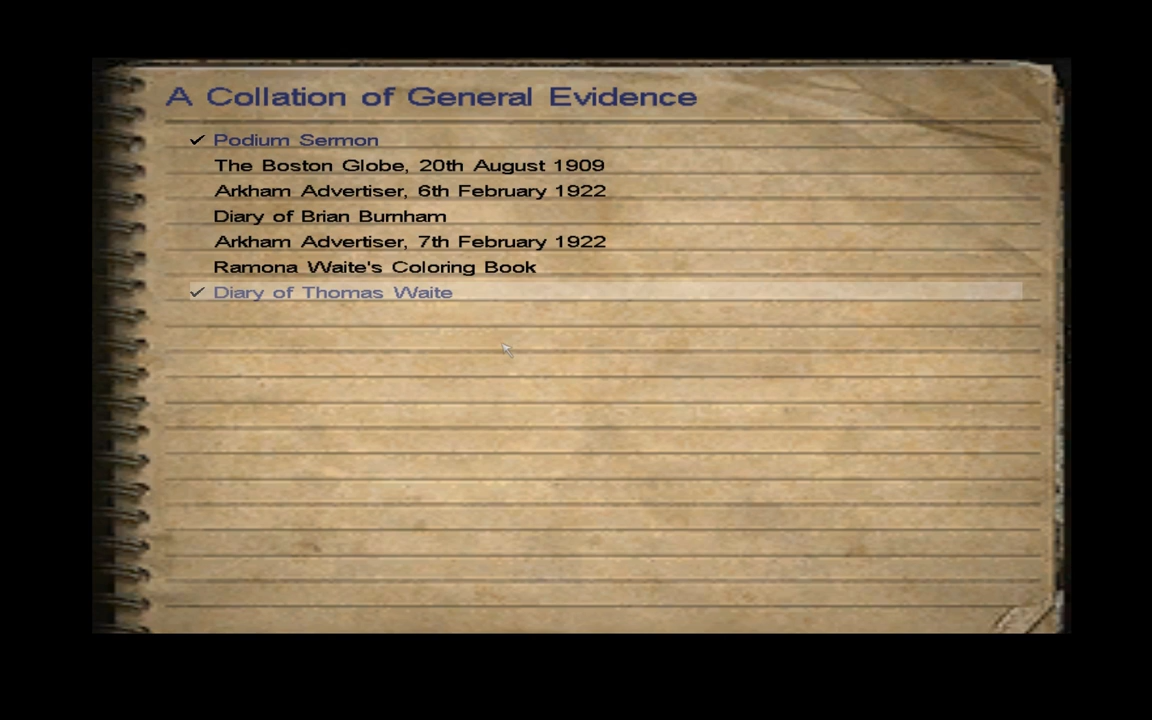 A Collation of General Evidence
✓ Podium Sermon
The Boston Globe, 20th August 1909
Arkham Advertiser, 6th February 1922
Diary of Brian Burnham
Arkham Advertiser, 7th February 1922
Ramona Waite's Coloring Book
✓ Diary of Thomas Waite